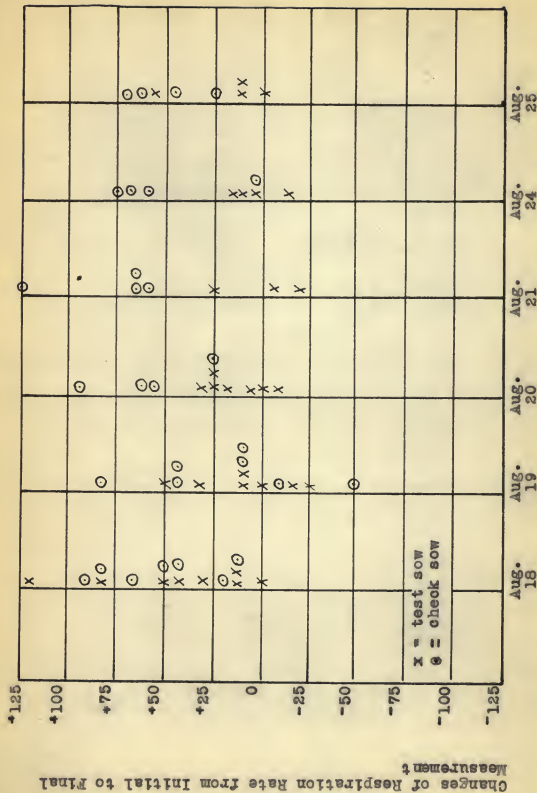 Changes of Respiration Rate from Initial to Final
Measurement
+125
+100
+75
+50
+25
0
-25
-50
-75
-100
-125
x = test sow
⊙ = check sow
Aug. Aug. Aug. Aug. Aug. Aug.
18 19 20 21 24 25